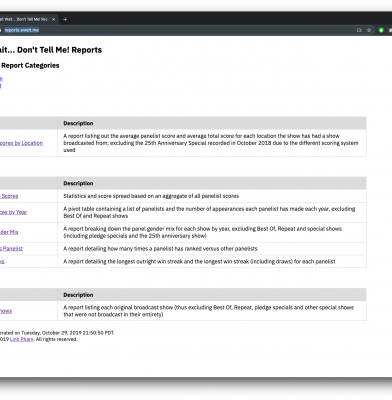 it Wait... Don't Tell Me! Rep
reports.wwdt.me
ait... Don't Tell Me! Reports
Report Categories
Description
cores by Location
A report listing out the average panelist score and average total score for each location the show has had a show
broadcast from; excluding the 25th Anniversary Special recorded in October 2018 due to the different scoring system
used
Description
Scores
Statistics and score spread based on an aggregate of all panelist scores
ces by Year
A pivot table containing a list of panelists and the number of appearances each panelist has made each year, excluding
Best Of and Repeat shows
der Mix
A report breaking down the panel gender mix for each show by year, excluding Best Of, Repeat and special shows
(including pledge specials and the 25th anniversary show)
s Panelist
A report detailing how many times a panelist has ranked versus other panelists
ks
A report detailing the longest outright win streak and the longest win streak (including draws) for each panelist
Description
hows
A report listing each original broadcast show (thus excluding Best Of, Repeat, pledge specials and other special shows
that were not broadcast in their entirety)
erated on Tuesday, October 29, 2019 21:50:50 PDT.
019 Linh Pham. All rights reserved.